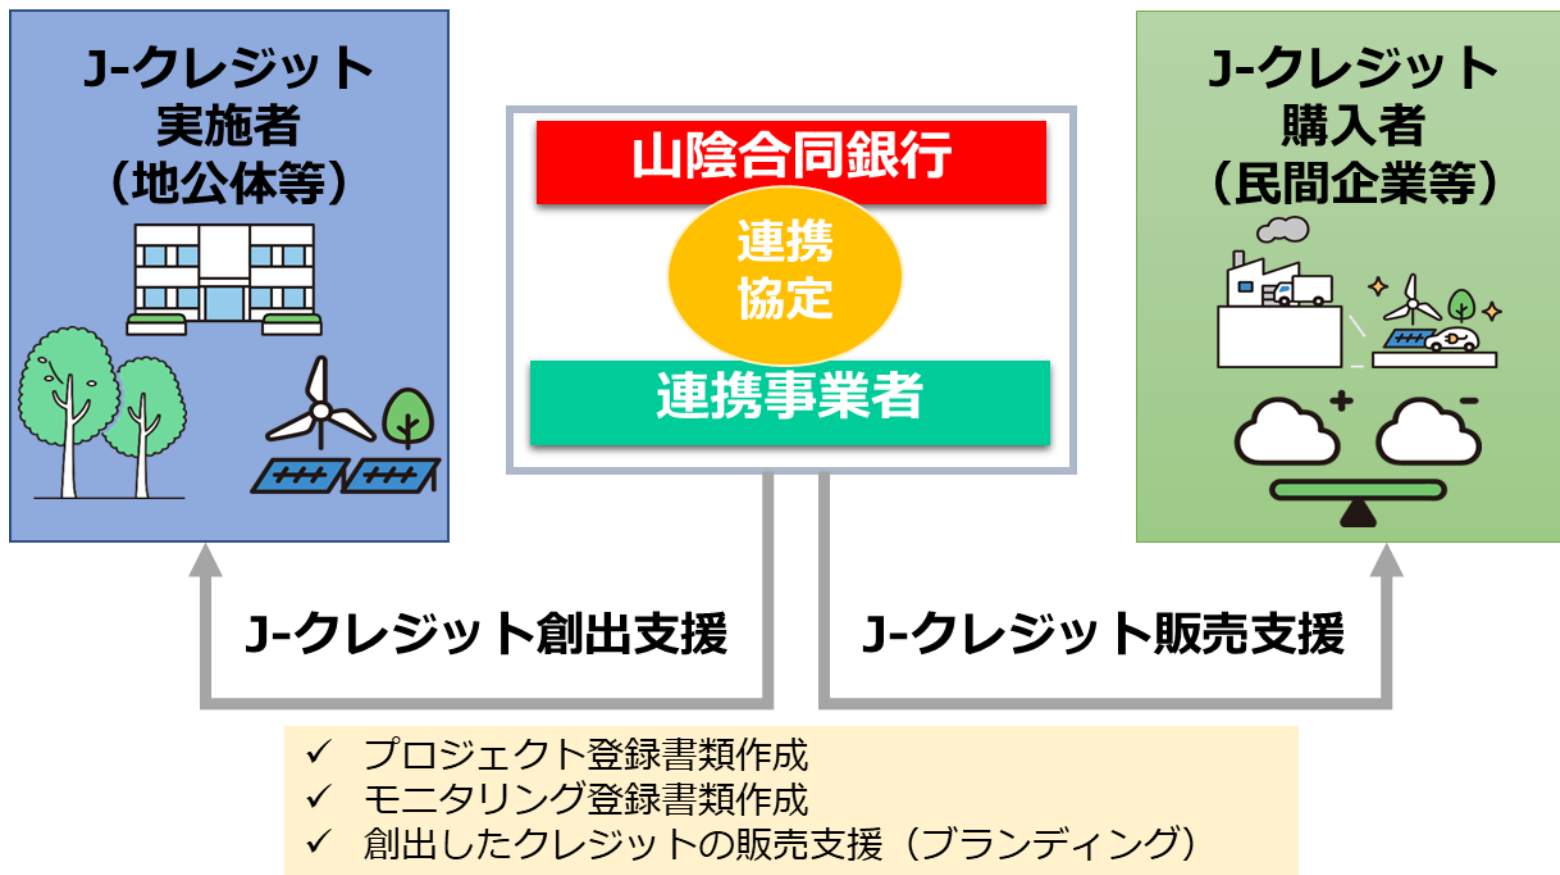 J-クレジット
実施者
（地公体等）
山陰合同銀行
連携
協定
連携事業者
J-クレジット
購入者
（民間企業等）
J-クレジット創出支援
J-クレジット販売支援
✓ プロジェクト登録書類作成
✓ モニタリング登録書類作成
✓ 創出したクレジットの販売支援（ブランディング）